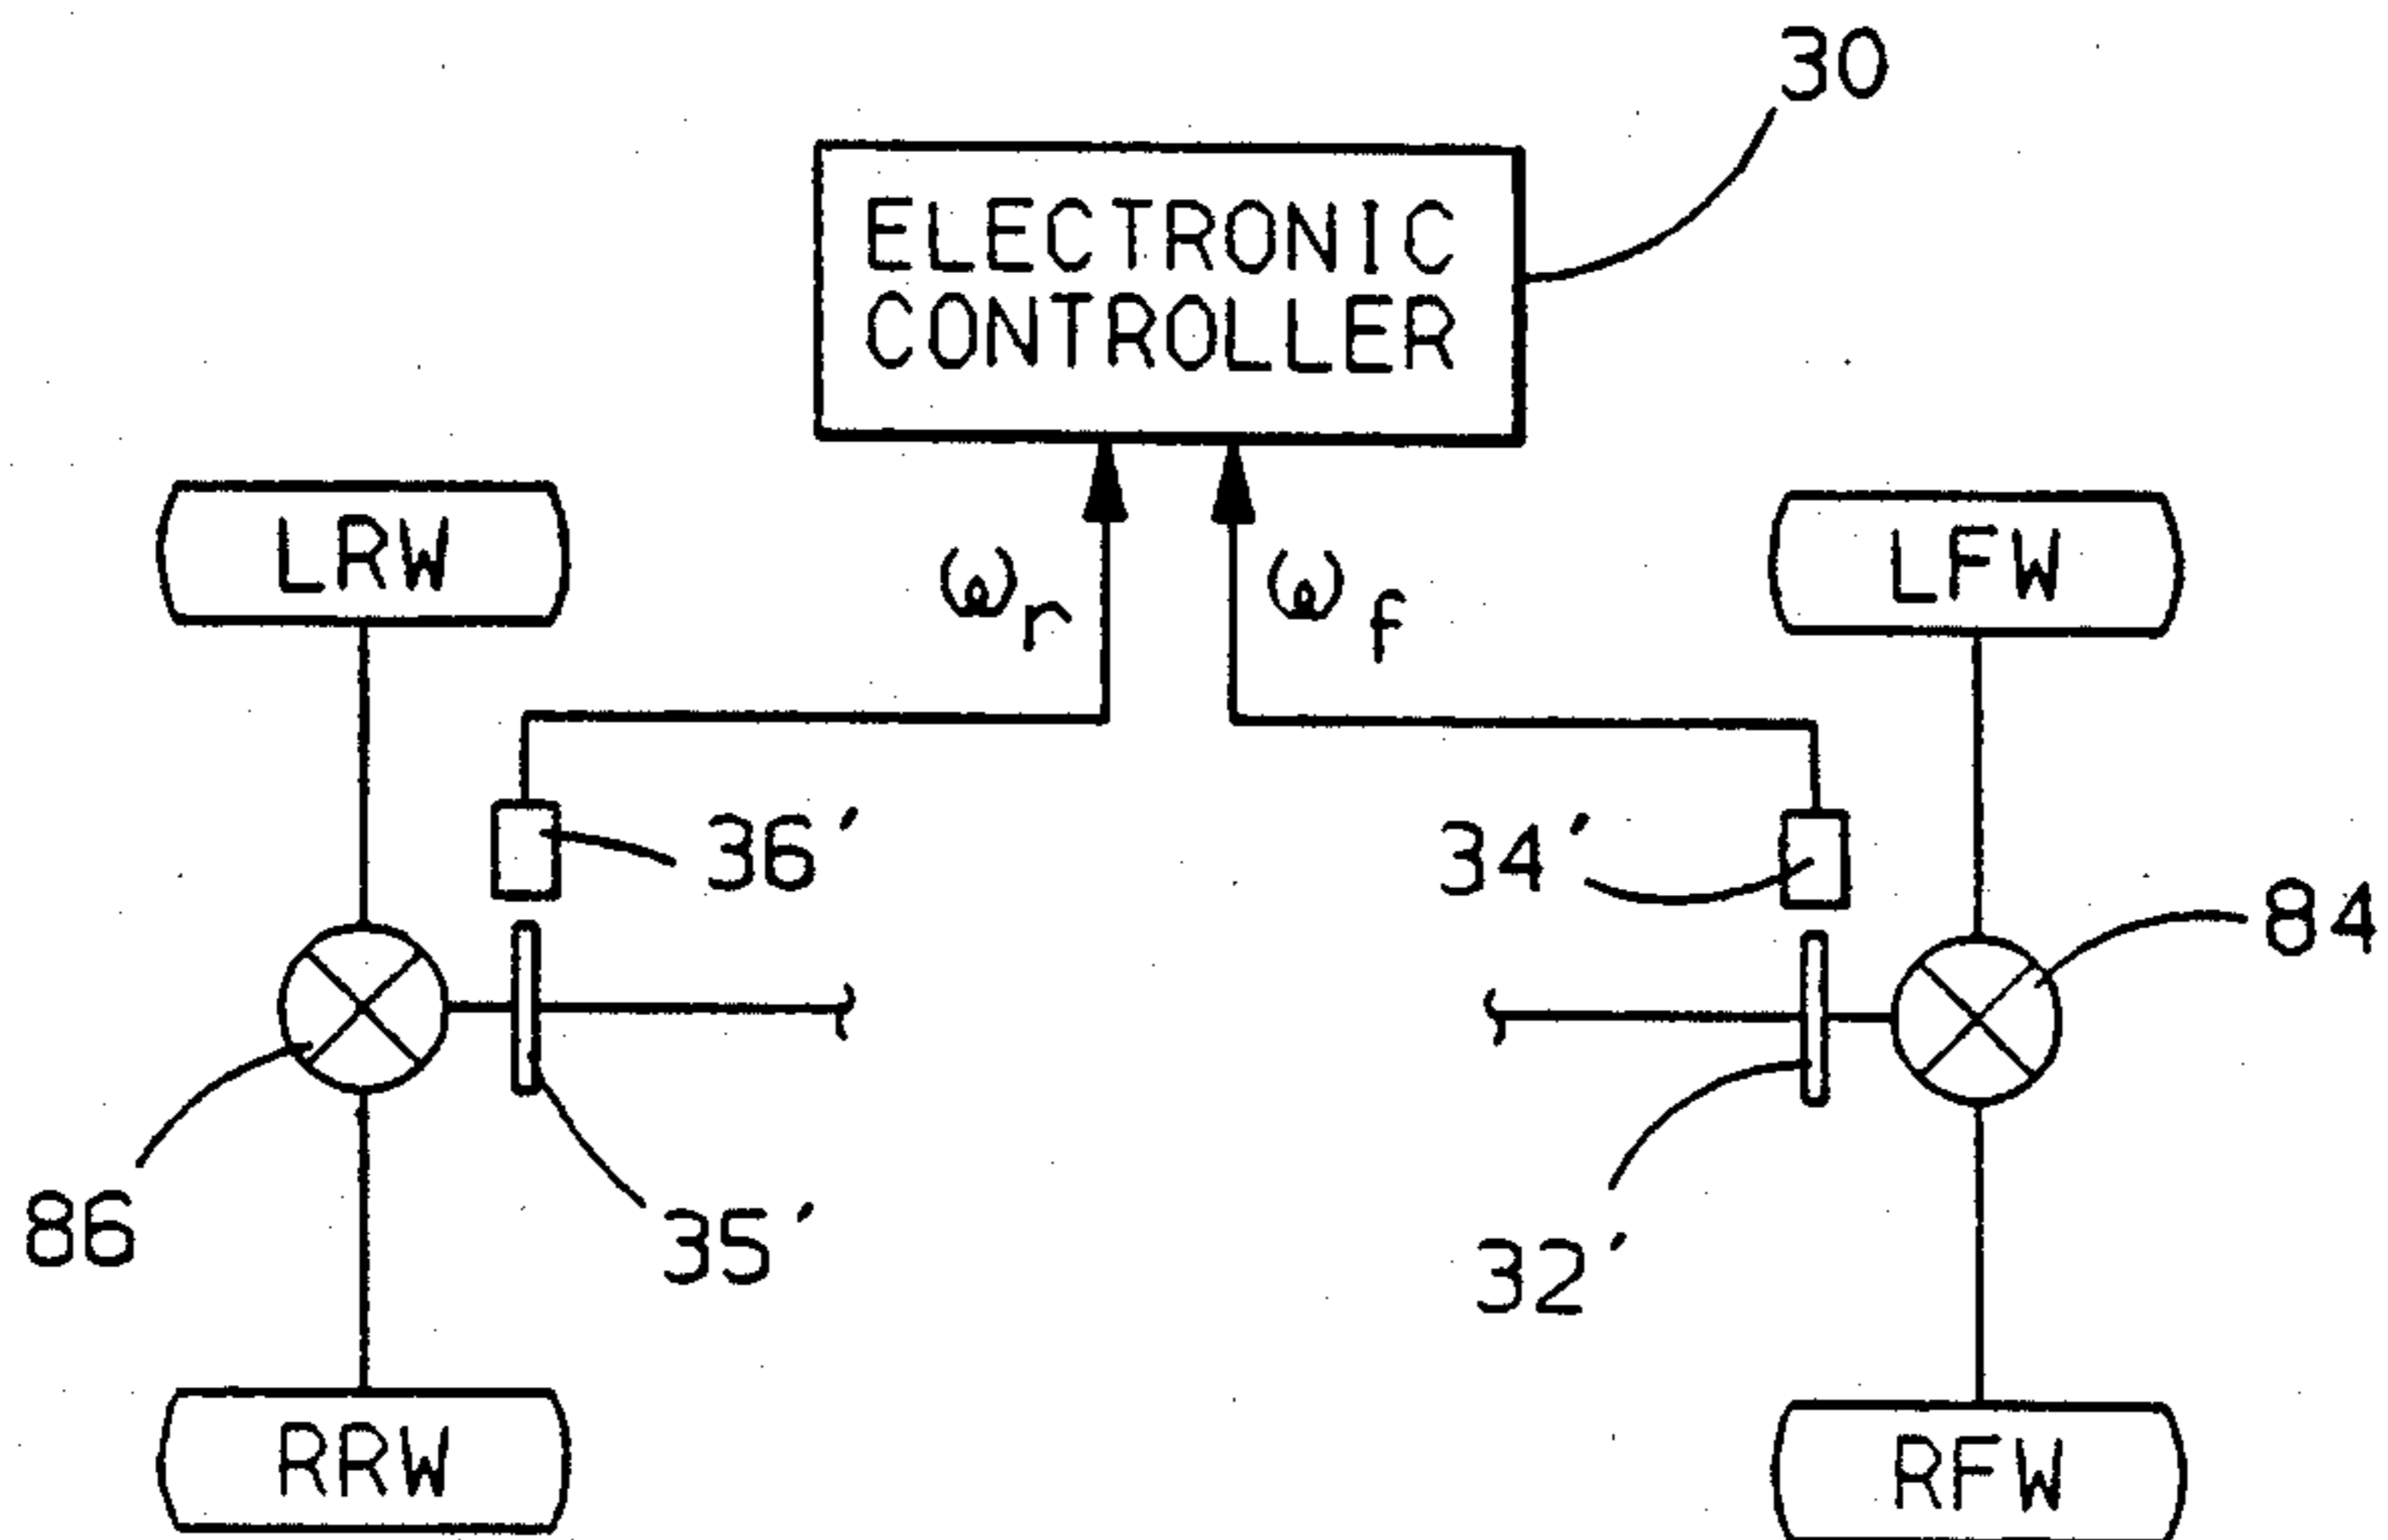 30
ELECTRONIC
CONTROLLER
LRW
LFW
ωr
ωf
36'
34'
84
86
35'
32'
RRW
RFW